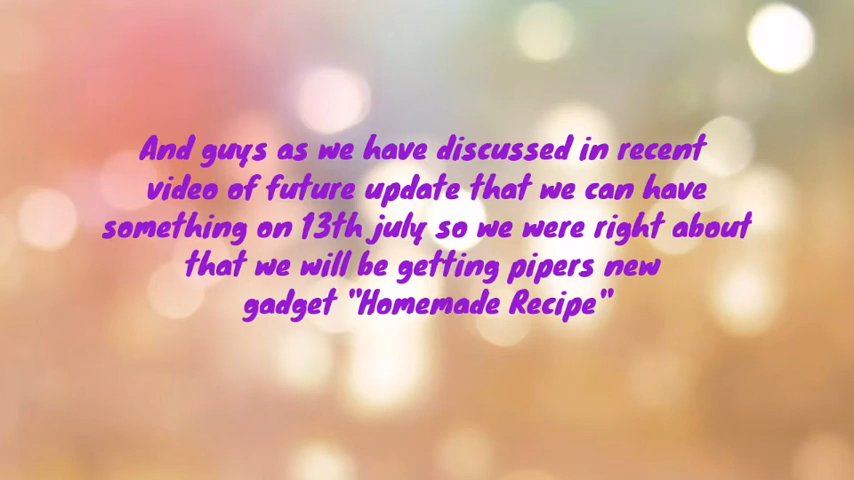 And guys as we have discussed in recent
video of future update that we can have
something on 13th july so we were right about
that we will be getting pipers new
gadget "Homemade Recipe"